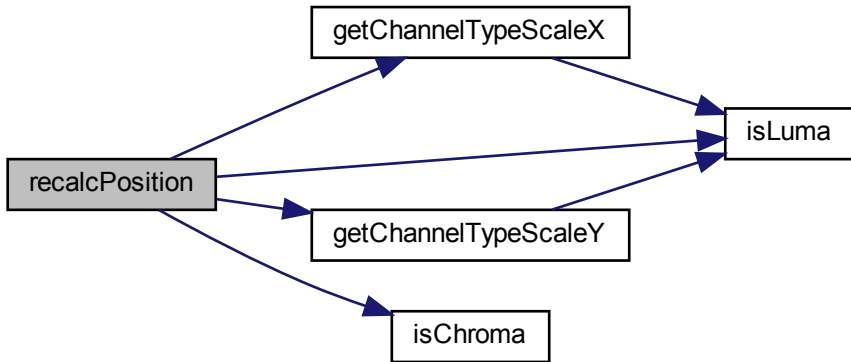 getChannelTypeScaleX
isLuma
recalcPosition
getChannelTypeScaleY
isChroma